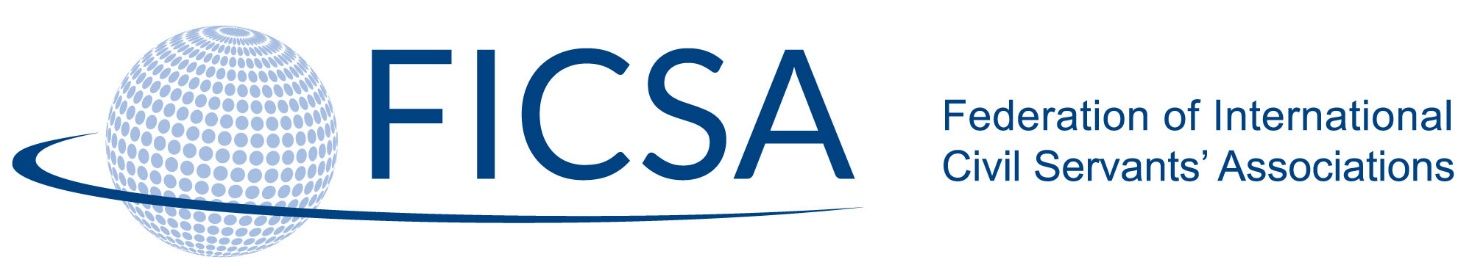 FICSA
Federation of International
Civil Servants’ Associations